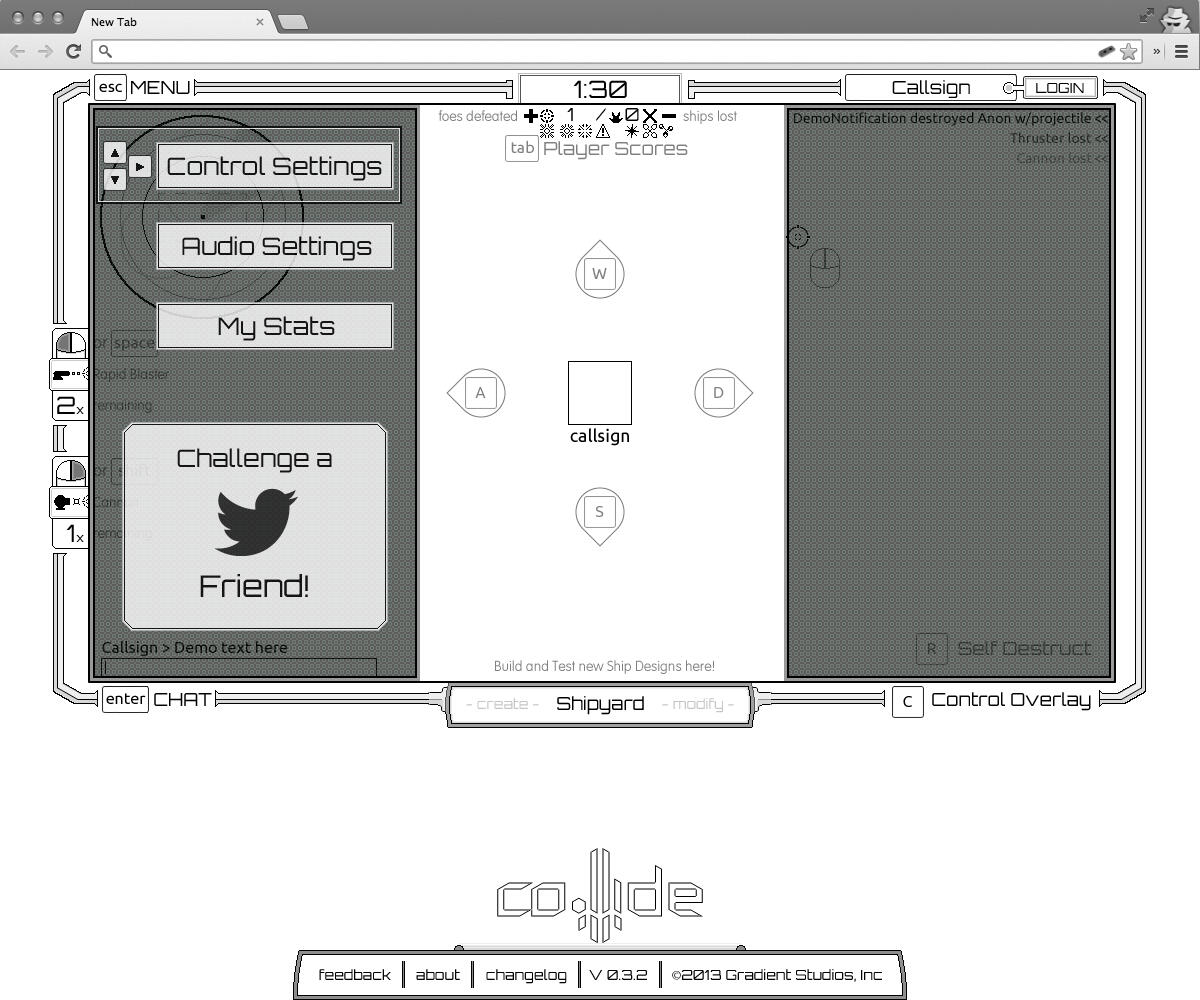 New Tab
esc MENU
1:30
Callsign
LOGIN
foes defeated
1
ships lost
tab Player Scores
DemoNotification destroyed Anon w/projectile <<
Thruster lost <<
Cannon lost <<
Control Settings
Audio Settings
My Stats
W
A
D
S
callsign
or space
Rapid Blaster
2x remaining
or shift
Cannon
1x remaining
Challenge a
Friend!
Callsign > Demo text here
Build and Test new Ship Designs here!
R Self Destruct
enter CHAT
- create - Shipyard - modify -
C Control Overlay
co.llide
feedback | about | changelog | V 0.3.2 | ©2013 Gradient Studios, Inc